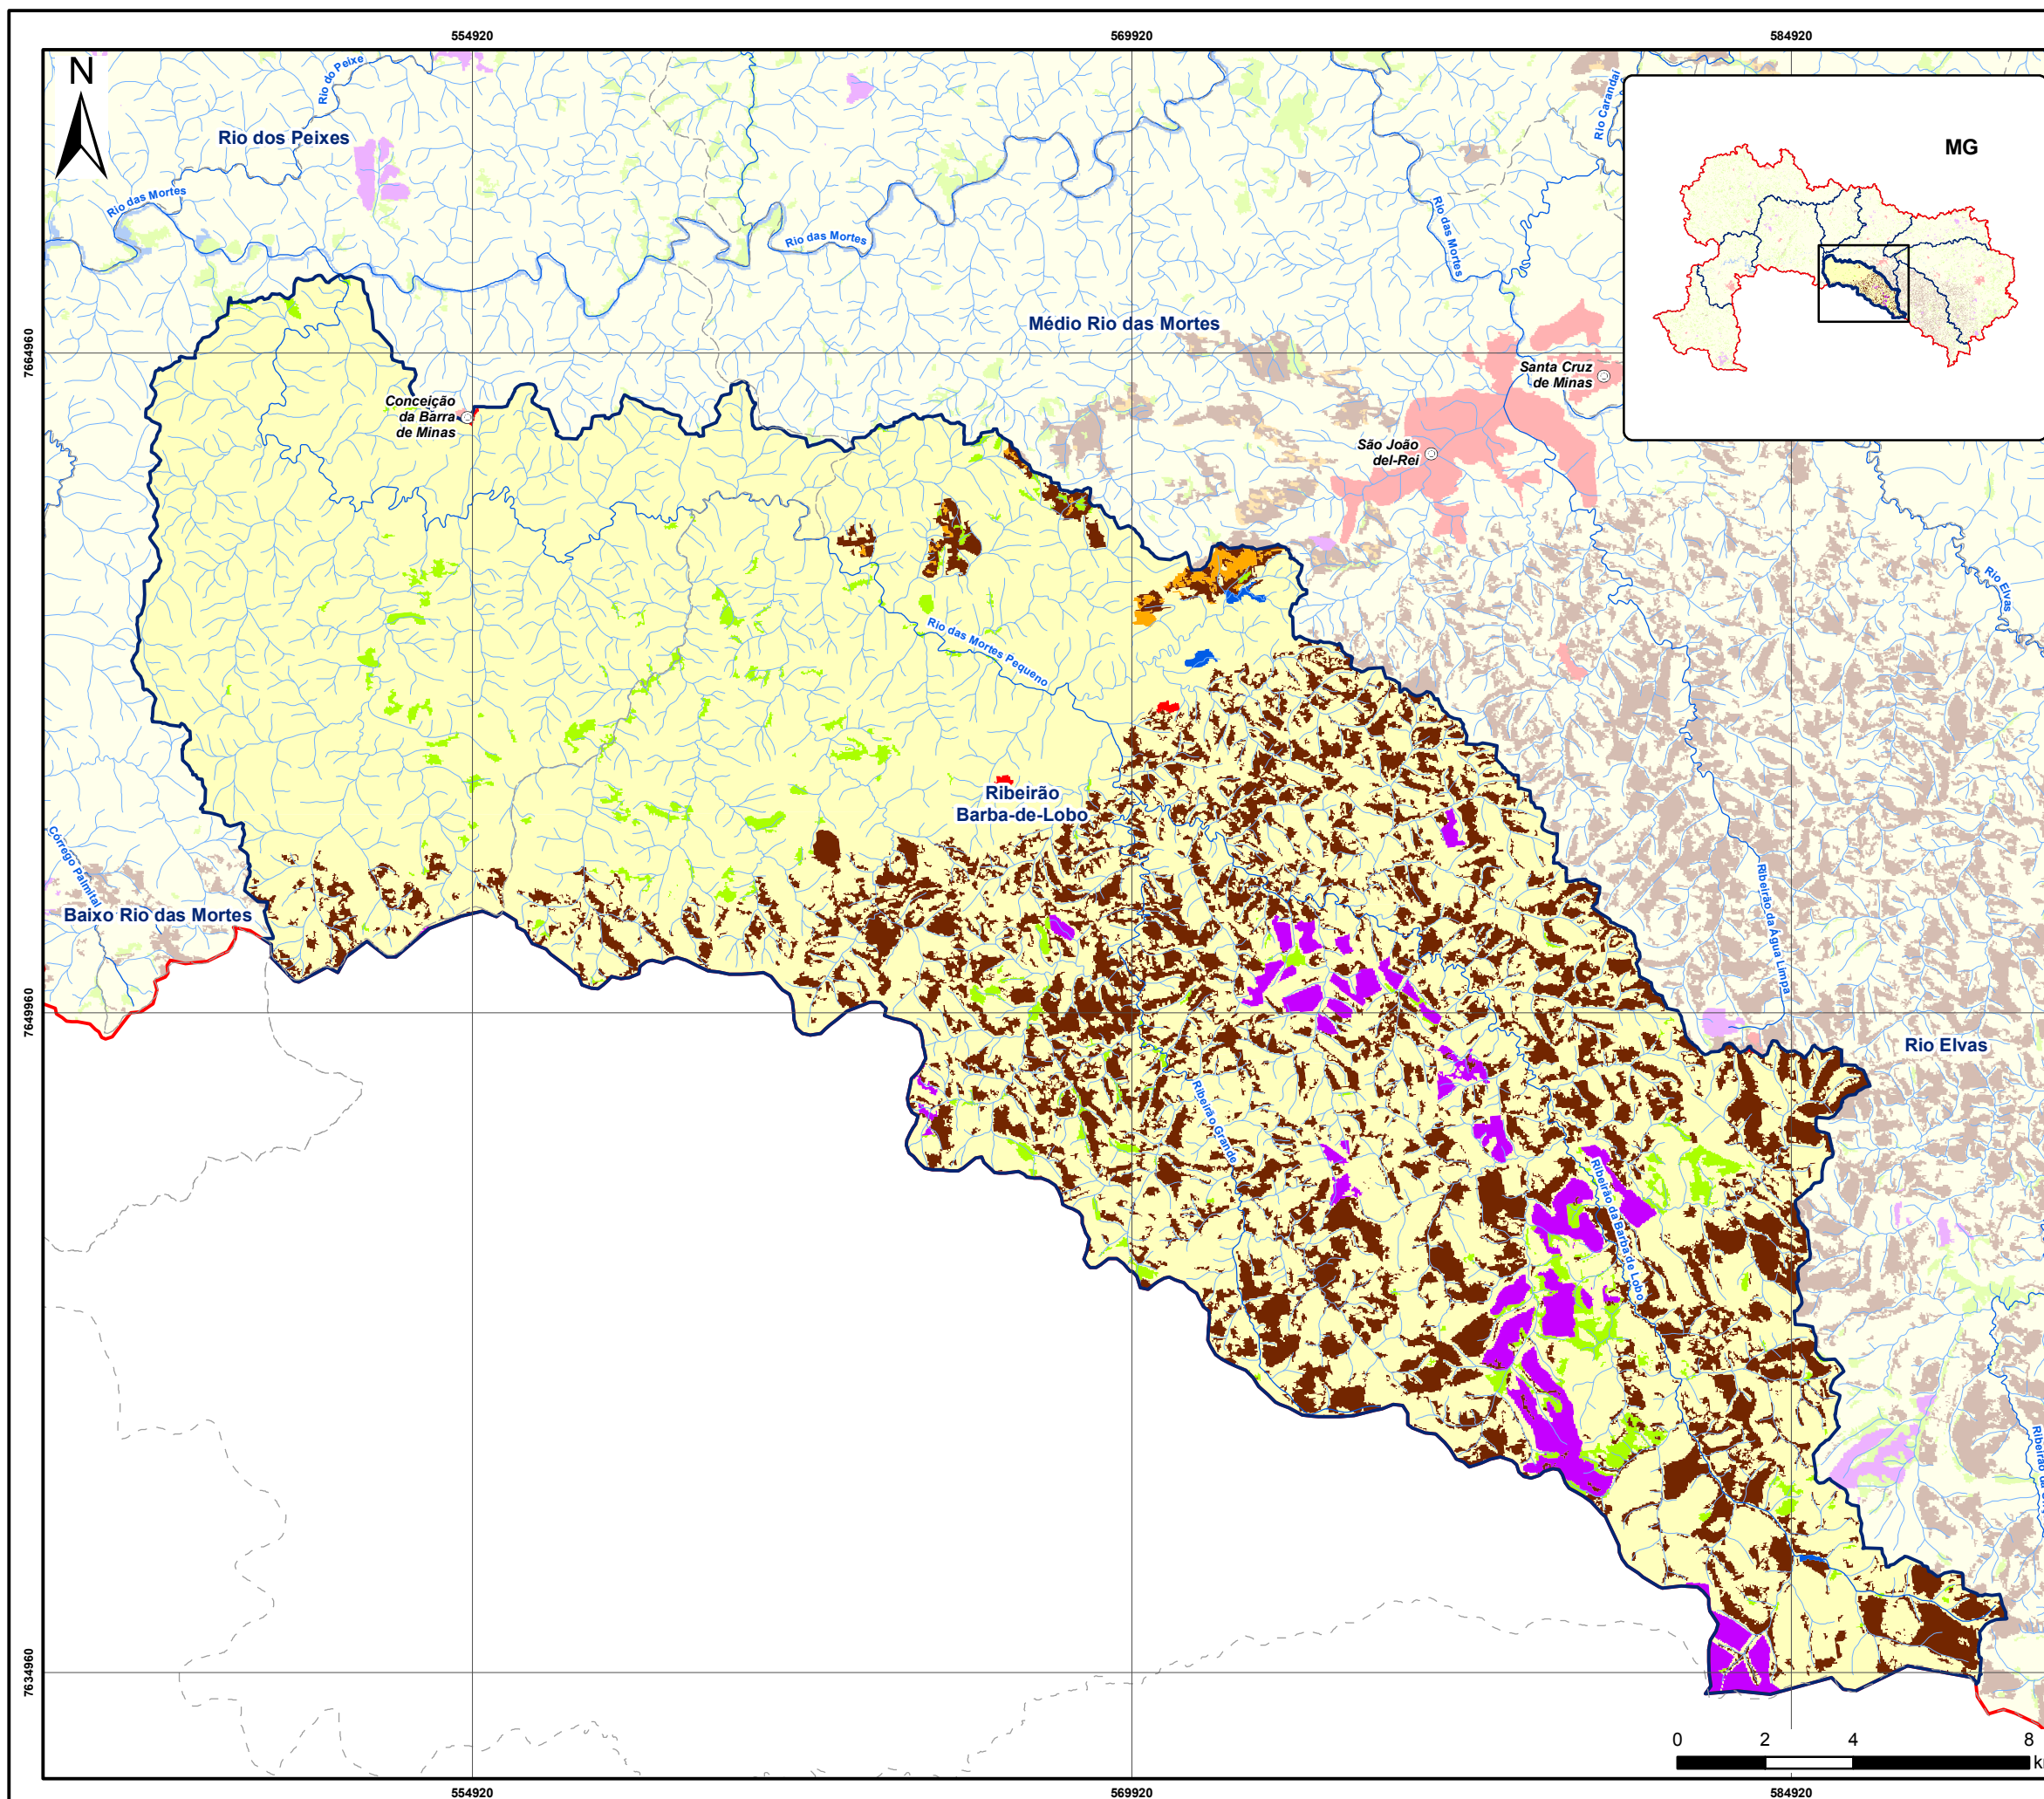 554920
569920
584920
N
Rio do Peixe
Rio dos Peixes
Rio das Mortes
Rio das Mortes
Rio das Mortes
Rio Carandaí
MG
Médio Rio das Mortes
7664960
Santa Cruz
de Minas
Conceição
da Barra
de Minas
São João
del-Rei
Rio Elvas
Rio das Mortes Pequeno
Ribeirão
Barba-de-Lobo
Córrego Palmital
Baixo Rio das Mortes
Ribeirão da Água Limpa
7649960
Rio Elvas
Ribeirão Grande
Ribeirão da Barba de Lobo
Ribeirão
7634960
0
2
4
8
554920
569920
584920